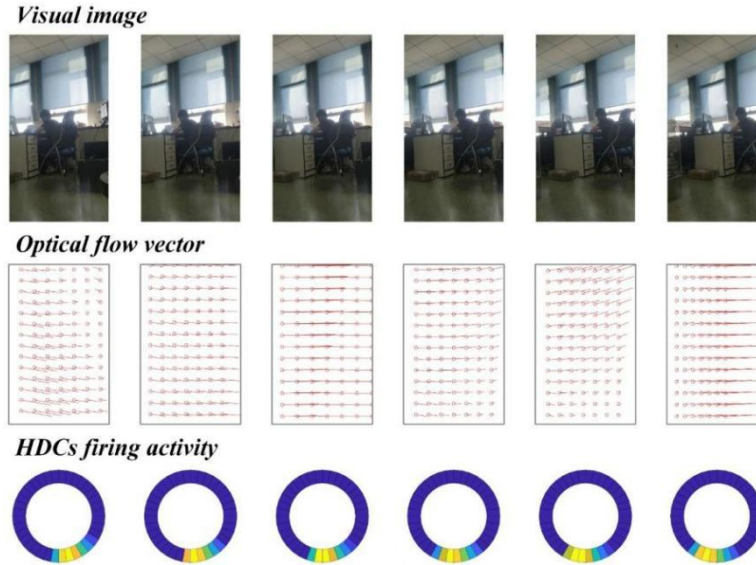 Visual image
Optical flow vector
HDCs firing activity